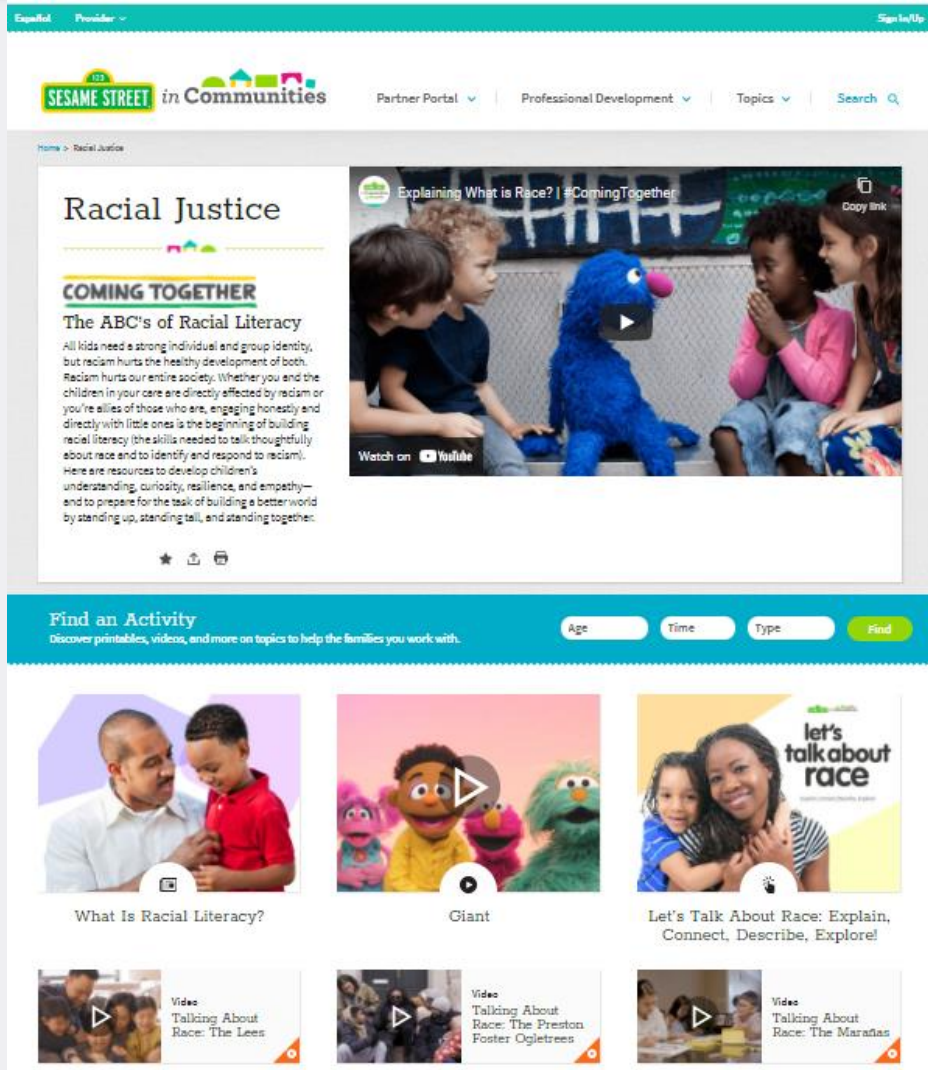 Español Provider Sign In/Up
123
SESAME STREET in Communities
Partner Portal Professional Development Topics Search
Home > Racial Justice
Racial Justice
COMING TOGETHER
The ABC's of Racial Literacy
All kids need a strong individual and group identity,
but racism hurts the healthy development of both.
Racism hurts our entire society. Whether you and the
children in your care are directly affected by racism or
you're allies of those who are, engaging honestly and
directly with little ones is the beginning of building
racial literacy (the skills needed to talk thoughtfully
about race and to identify and respond to racism).
Here are resources to develop children's
understanding, curiosity, resilience, and empathy—
and to prepare for the task of building a better world
by standing up, standing tall, and standing together.
Explaining What is Race? | #ComingTogether
Copy link
Watch on YouTube
Find an Activity
Discover printables, videos, and more on topics to help the families you work with.
Age Time Type Find
let's
talk about
race
What Is Racial Literacy?
Giant
Let's Talk About Race: Explain,
Connect, Describe, Explore!
Video
Talking About
Race: The Lees
Video
Talking About
Race: The Preston
Foster Ogletrees
Video
Talking About
Race: The Marañas